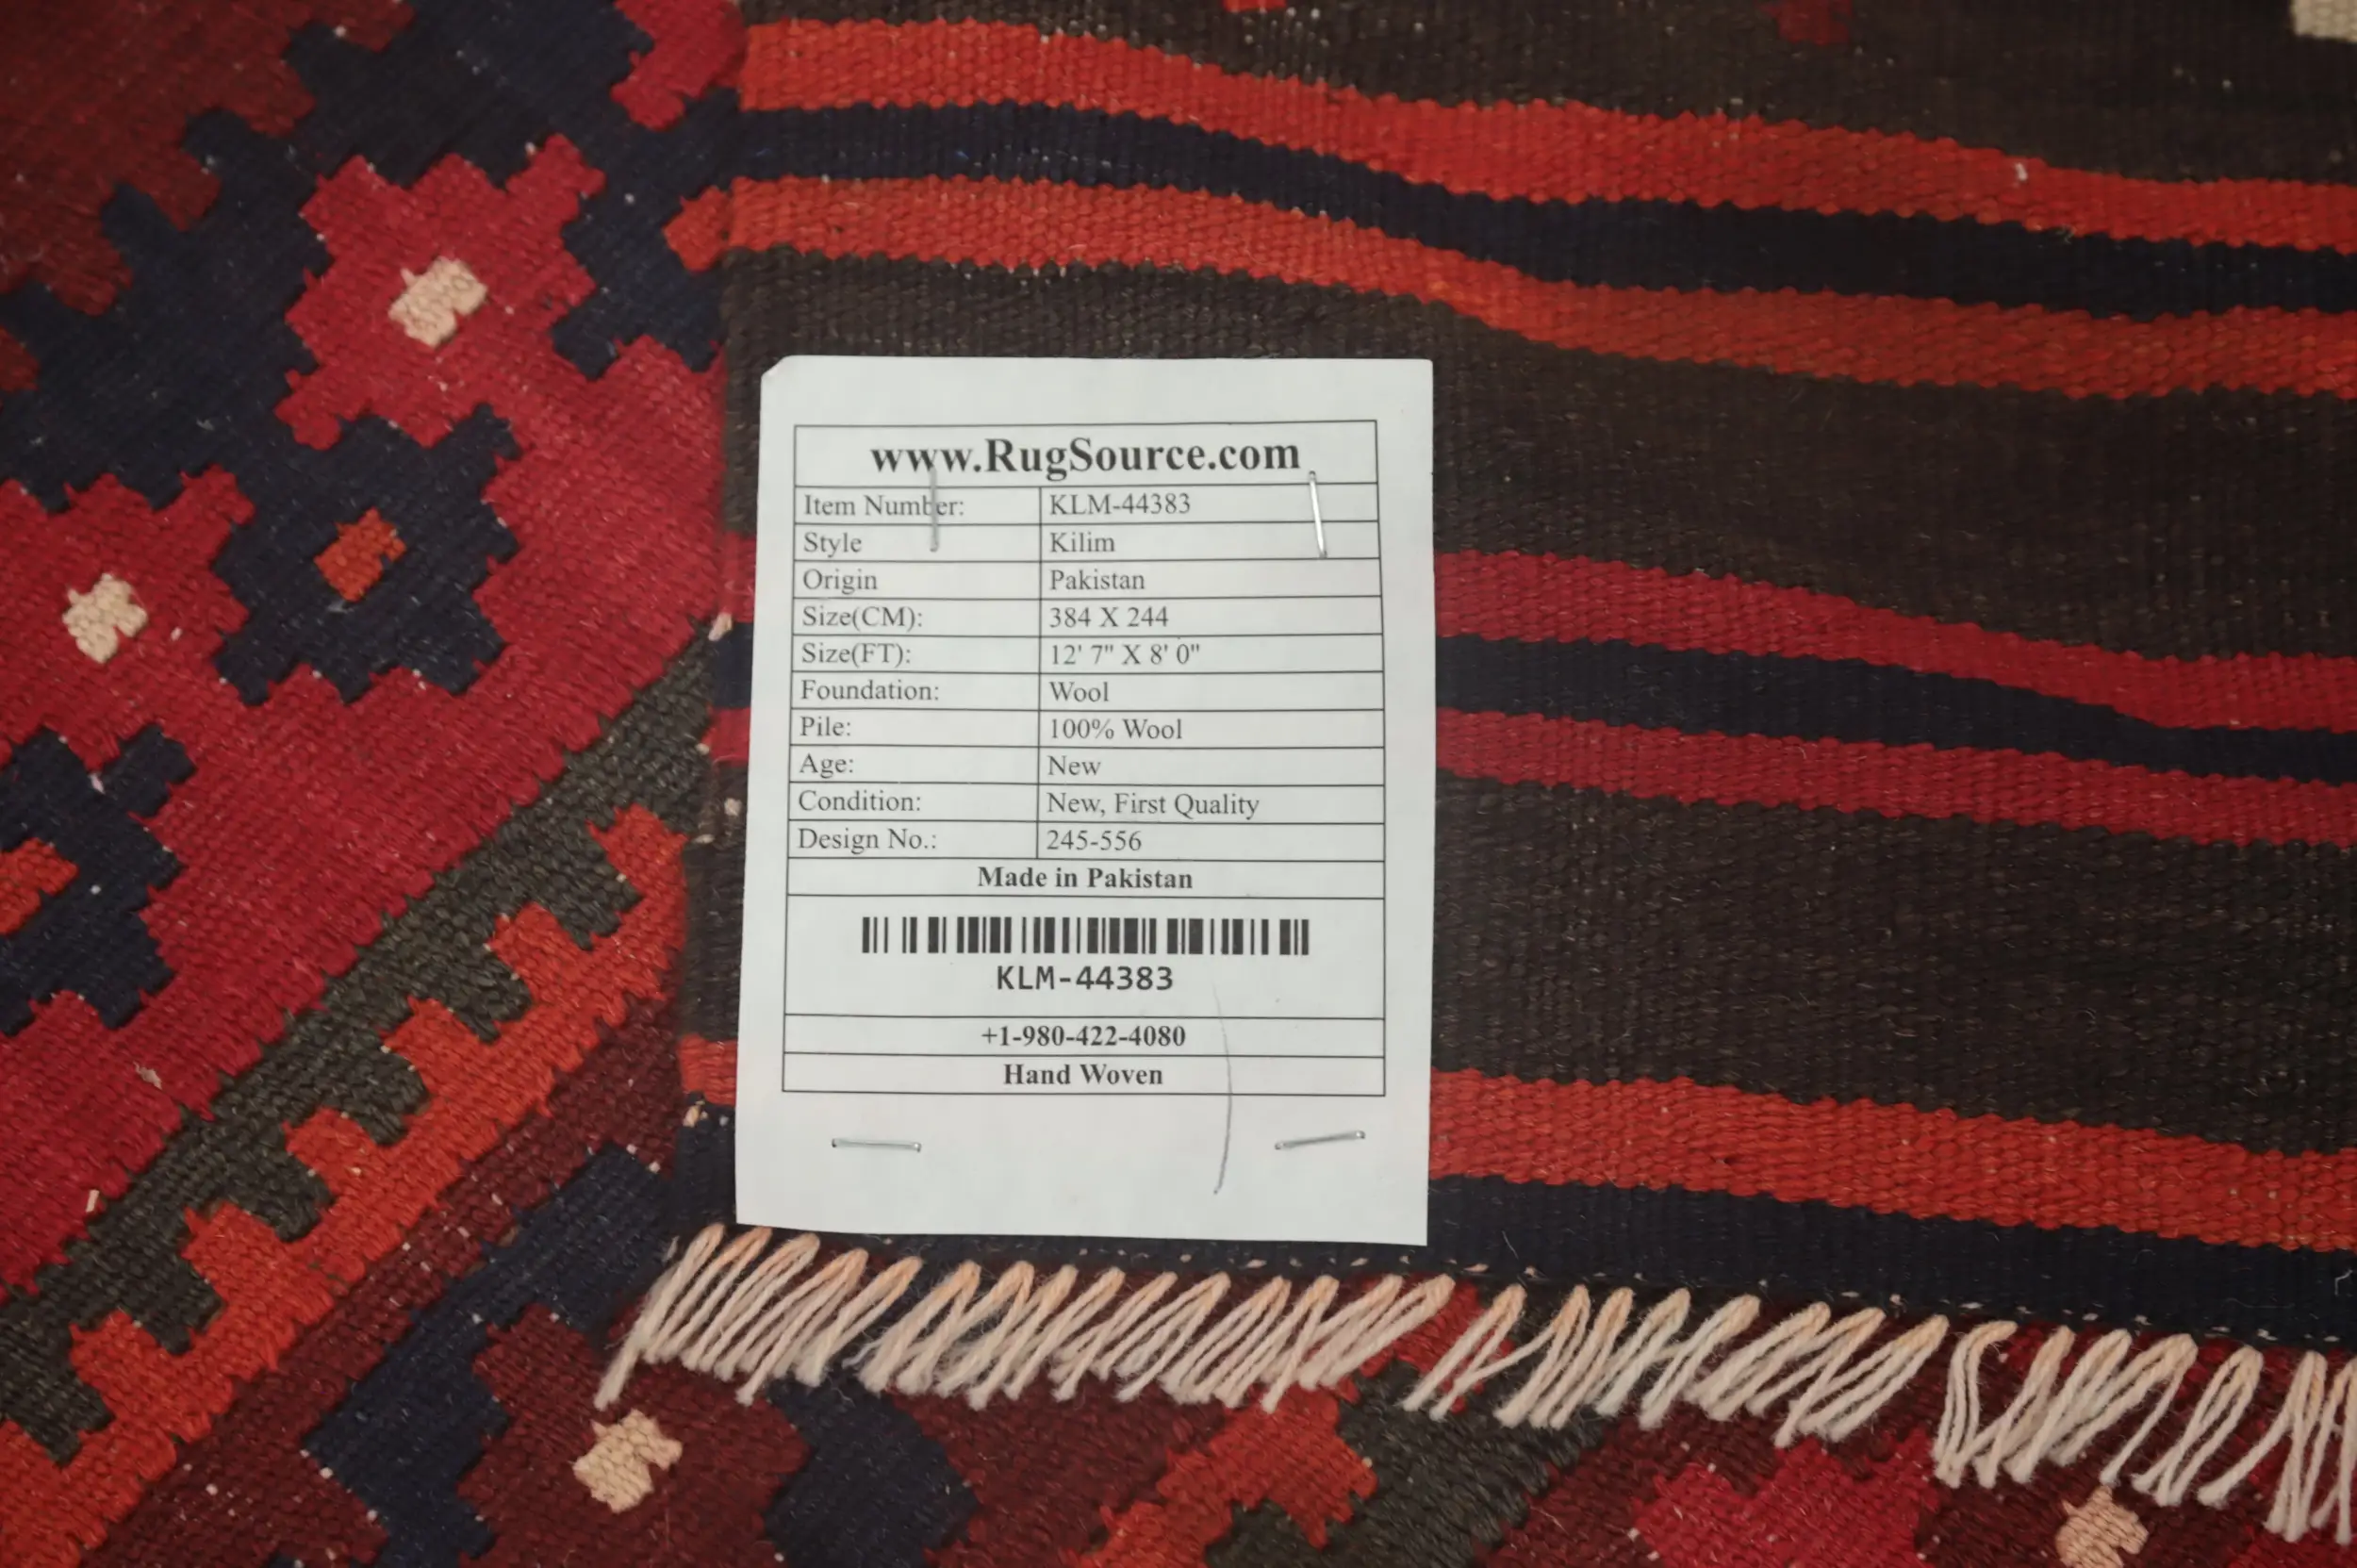 www.RugSource.com
Item Number: KLM-44383
Style Kilim
Origin Pakistan
Size(CM): 384 X 244
Size(FT): 12' 7" X 8' 0"
Foundation: Wool
Pile: 100% Wool
Age: New
Condition: New, First Quality
Design No.: 245-556
Made in Pakistan
KLM-44383
+1-980-422-4080
Hand Woven